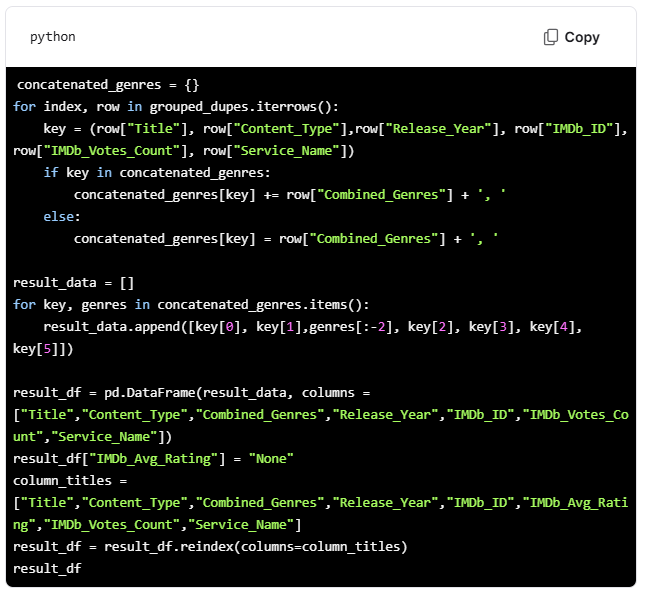 python
Copy
concatenated_genres = {}
for index, row in grouped_dupes.iterrows():
    key = (row["Title"], row["Content_Type"],row["Release_Year"], row["IMDb_ID"],
row["IMDb_Votes_Count"], row["Service_Name"])
    if key in concatenated_genres:
        concatenated_genres[key] += row["Combined_Genres"] + ', '
    else:
        concatenated_genres[key] = row["Combined_Genres"] + ', '

result_data = []
for key, genres in concatenated_genres.items():
    result_data.append([key[0], key[1],genres[:-2], key[2], key[3], key[4],
key[5]])

result_df = pd.DataFrame(result_data, columns =
["Title","Content_Type","Combined_Genres","Release_Year","IMDb_ID","IMDb_Votes_Co
unt","Service_Name"])
result_df["IMDb_Avg_Rating"] = "None"
column_titles =
["Title","Content_Type","Combined_Genres","Release_Year","IMDb_ID","IMDb_Avg_Rati
ng","IMDb_Votes_Count","Service_Name"]
result_df = result_df.reindex(columns=column_titles)
result_df